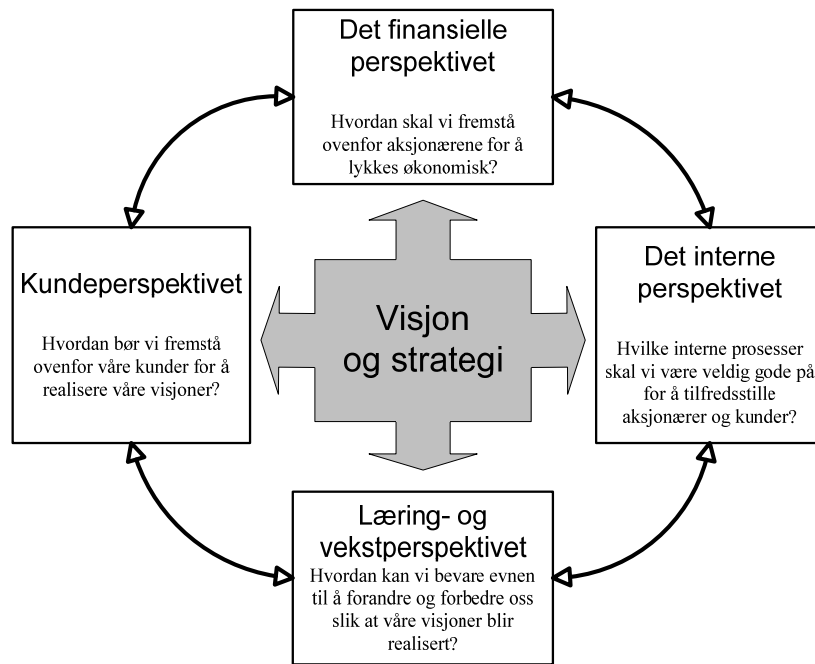 Det finansielle
perspektivet
Hvordan skal vi fremstå
ovenfor aksjonærene for å
lykkes økonomisk?
Kundeperspektivet
Hvordan bør vi fremstå
ovenfor våre kunder for å
realisere våre visjoner?
Visjon
og strategi
Det interne
perspektivet
Hvilke interne prosesser
skal vi være veldig gode på
for å tilfredsstille
aksjonærer og kunder?
Læring- og
vekstperspektivet
Hvordan kan vi bevare evnen
til å forandre og forbedre oss
slik at våre visjoner blir
realisert?